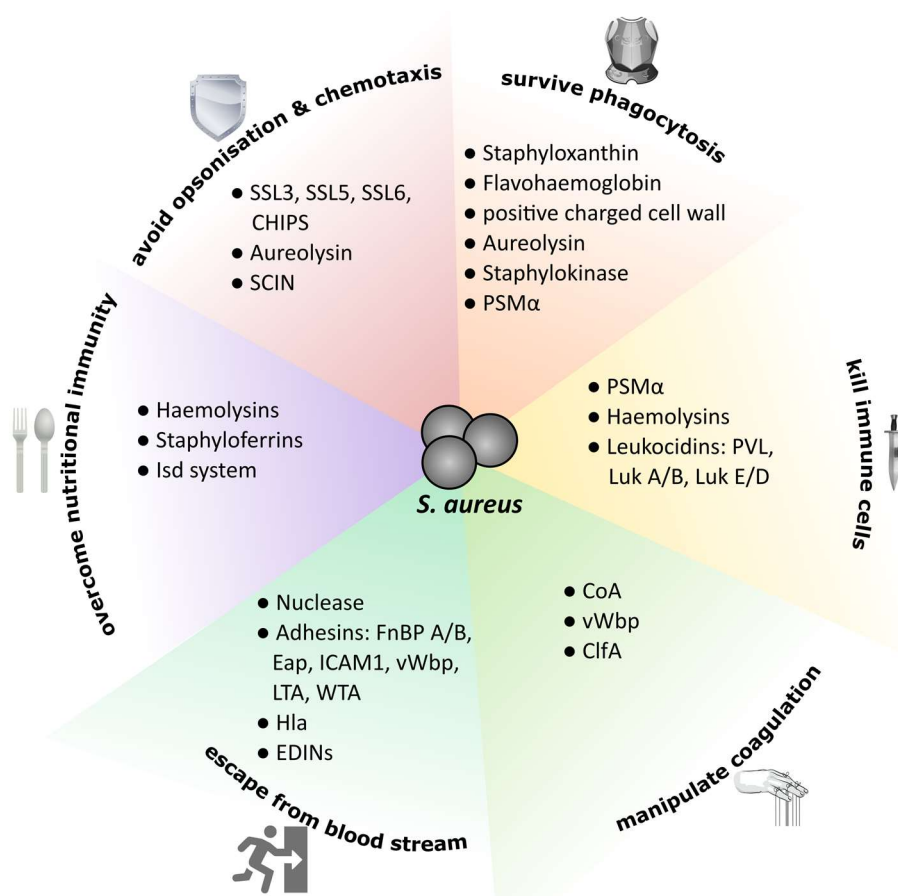 avoid opsonisation & chemotaxis
● SSL3, SSL5, SSL6,
CHIPS
● Aureolysin
● SCIN
survive phagocytosis
● Staphyloxanthin
● Flavohaemoglobin
● positive charged cell wall
● Aureolysin
● Staphylokinase
● PSMα
kill immune cells
● PSMα
● Haemolysins
● Leukocidins: PVL,
Luk A/B, Luk E/D
overcome nutritional immunity
● Haemolysins
● Staphyloferrins
● Isd system
S. aureus
● Nuclease
● Adhesins: FnBP A/B,
Eap, ICAM1, vWbp,
LTA, WTA
● Hla
● EDINs
escape from blood stream
● CoA
● vWbp
● ClfA
manipulate coagulation